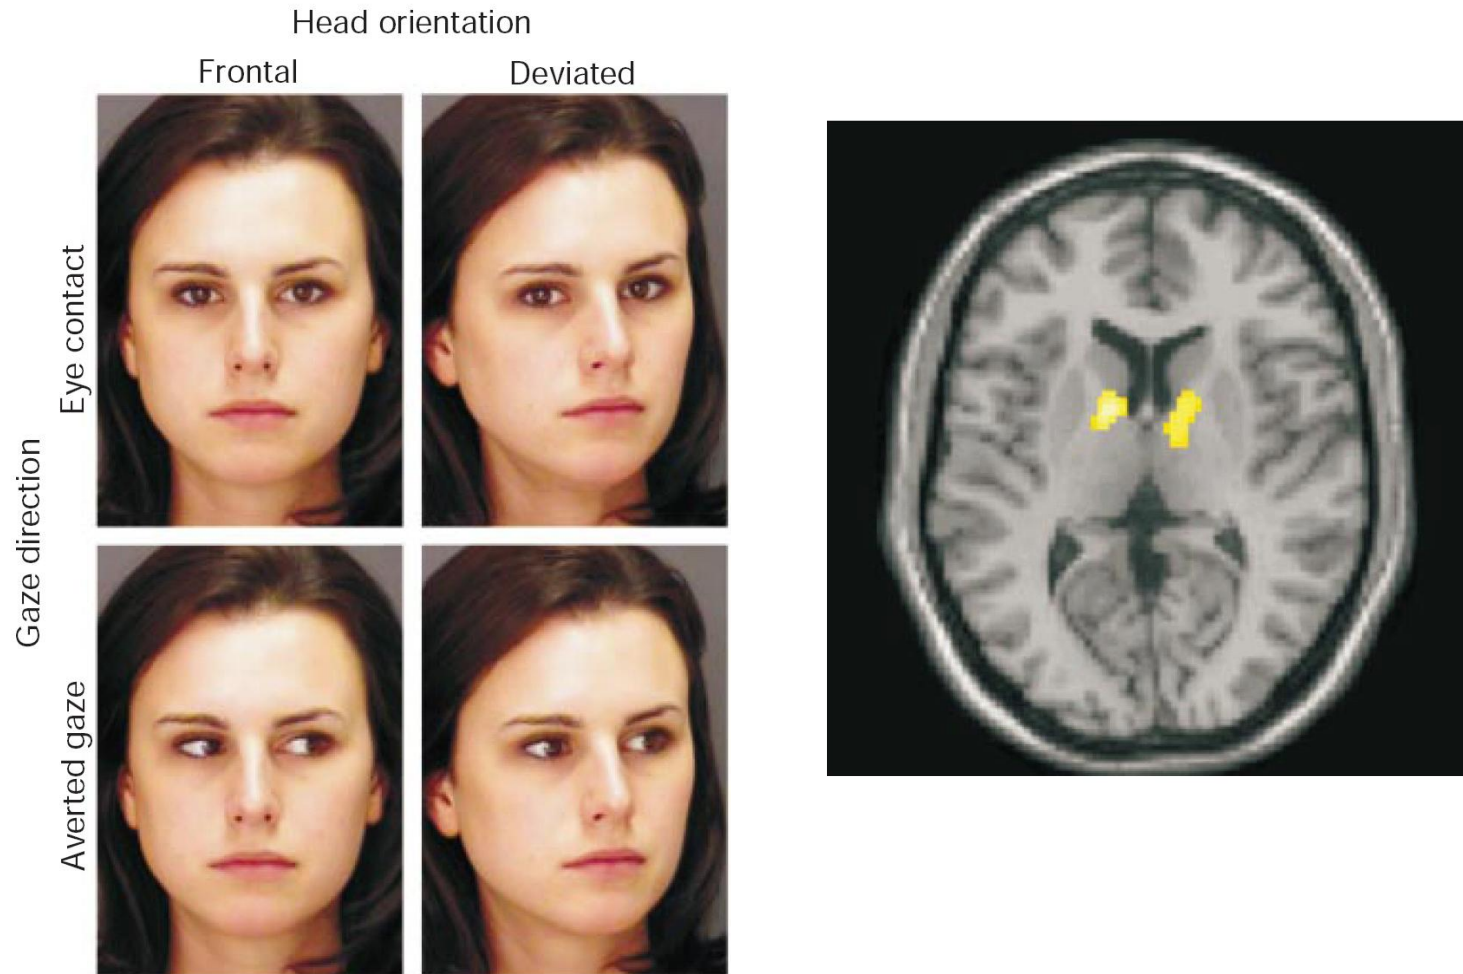 Head orientation
Frontal
Deviated
Gaze direction
Eye contact
Averted gaze